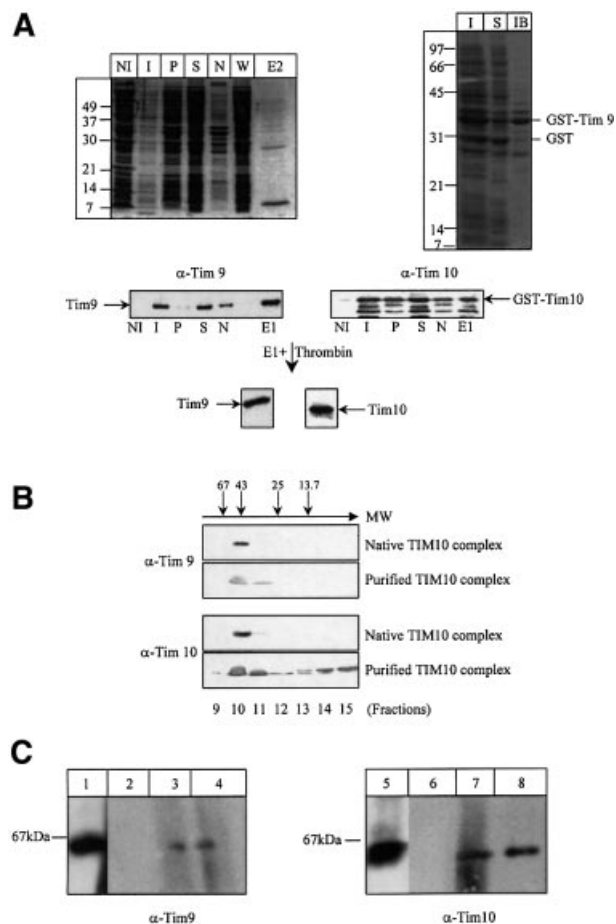 A
NI I P S N W E2
49
37
30
21
14
7
I S IB
97
66
45
31
21
14
7
GST-Tim 9
GST
α-Tim 9
Tim9
NI I P S N E1
α-Tim 10
GST-Tim10
NI I P S N E1
E1+ Thrombin
Tim9
Tim10
B
67 43 25 13.7
MW
α-Tim 9
Native TIM10 complex
Purified TIM10 complex
α-Tim 10
Native TIM10 complex
Purified TIM10 complex
9 10 11 12 13 14 15 (Fractions)
C
1 2 3 4
67kDa
α-Tim9
5 6 7 8
67kDa
α-Tim10